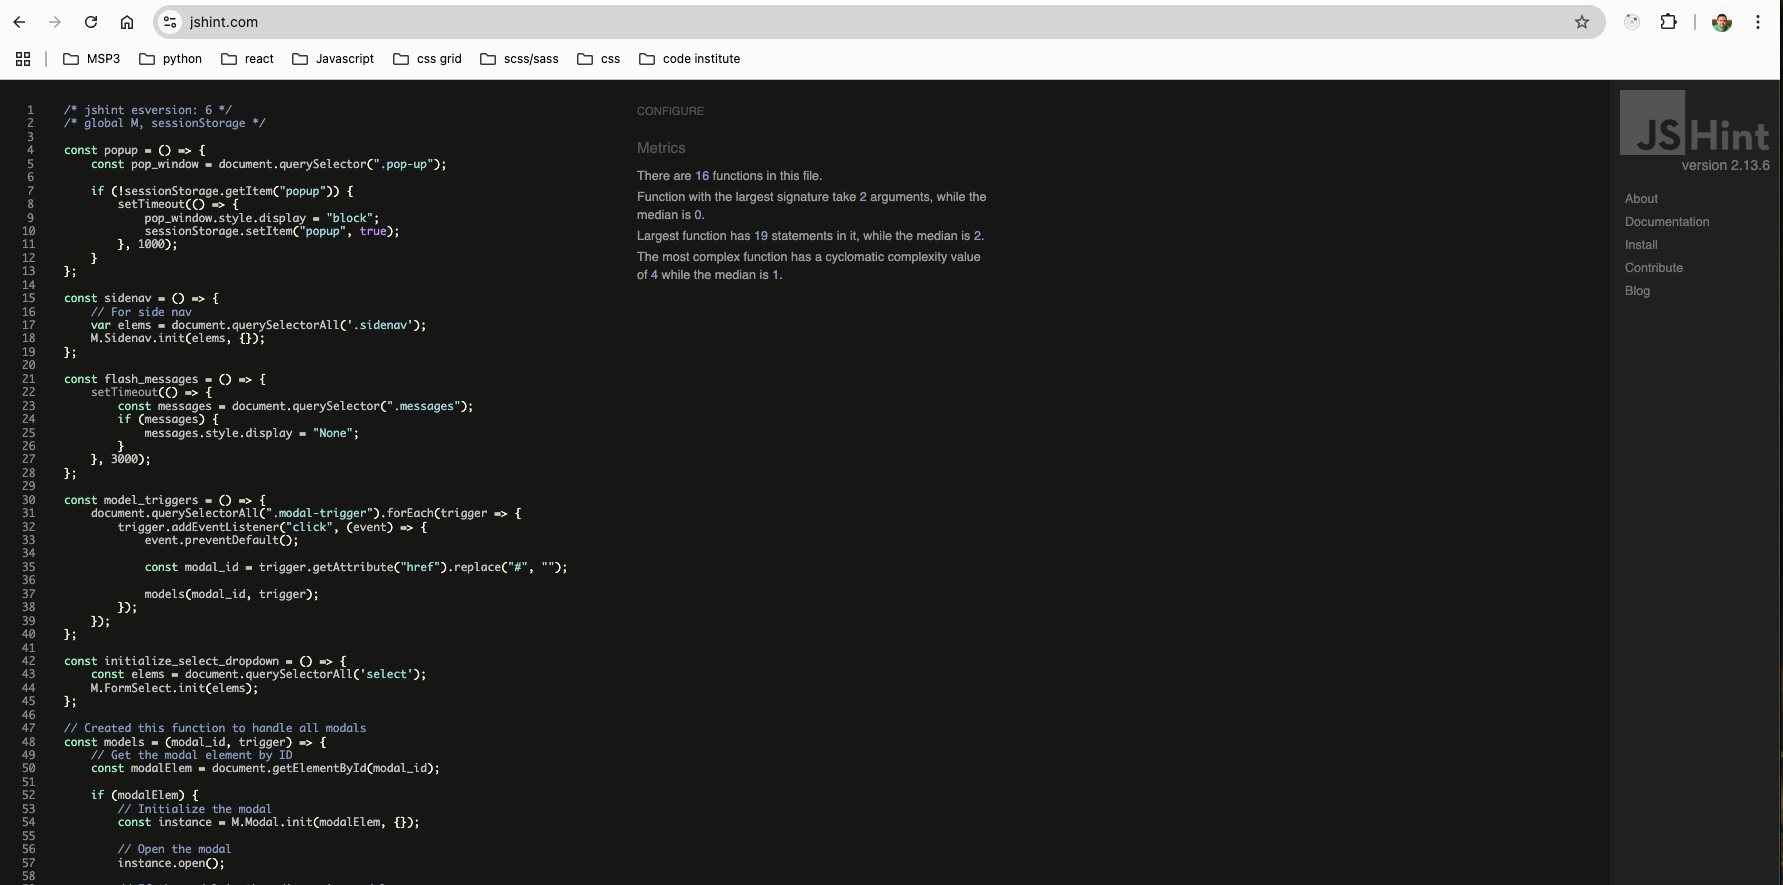 jshint.com
MSP3 python react Javascript css grid scss/sass css code institute
1 /* jshint esversion: 6 */
2 /* global M, sessionStorage */
3
4 const popup = () => {
5 const pop_window = document.querySelector(".pop-up");
6
7 if (!sessionStorage.getItem("popup")) {
8 setTimeout(() => {
9 pop_window.style.display = "block";
10 sessionStorage.setItem("popup", true);
11 }, 1000);
12 }
13 };
14
15 const sidenav = () => {
16 // For side nav
17 var elems = document.querySelectorAll('.sidenav');
18 M.Sidenav.init(elems, {});
19 };
20
21 const flash_messages = () => {
22 setTimeout(() => {
23 const messages = document.querySelector(".messages");
24 if (messages) {
25 messages.style.display = "None";
26 }
27 }, 3000);
28 };
29
30 const model_triggers = () => {
31 document.querySelectorAll(".modal-trigger").forEach(trigger => {
32 trigger.addEventListener("click", (event) => {
33 event.preventDefault();
34
35 const modal_id = trigger.getAttribute("href").replace("#", "");
36
37 models(modal_id, trigger);
38 });
39 });
40 };
41
42 const initialize_select_dropdown = () => {
43 const elems = document.querySelectorAll('select');
44 M.FormSelect.init(elems);
45 };
46
47 // Created this function to handle all modals
48 const models = (modal_id, trigger) => {
49 // Get the modal element by ID
50 const modalElem = document.getElementById(modal_id);
51
52 if (modalElem) {
53 // Initialize the modal
54 const instance = M.Modal.init(modalElem, {});
55
56 // Open the modal
57 instance.open();
58
CONFIGURE
Metrics
There are 16 functions in this file.
Function with the largest signature take 2 arguments, while the
median is 0.
Largest function has 19 statements in it, while the median is 2.
The most complex function has a cyclomatic complexity value
of 4 while the median is 1.
JSHint
version 2.13.6
About
Documentation
Install
Contribute
Blog